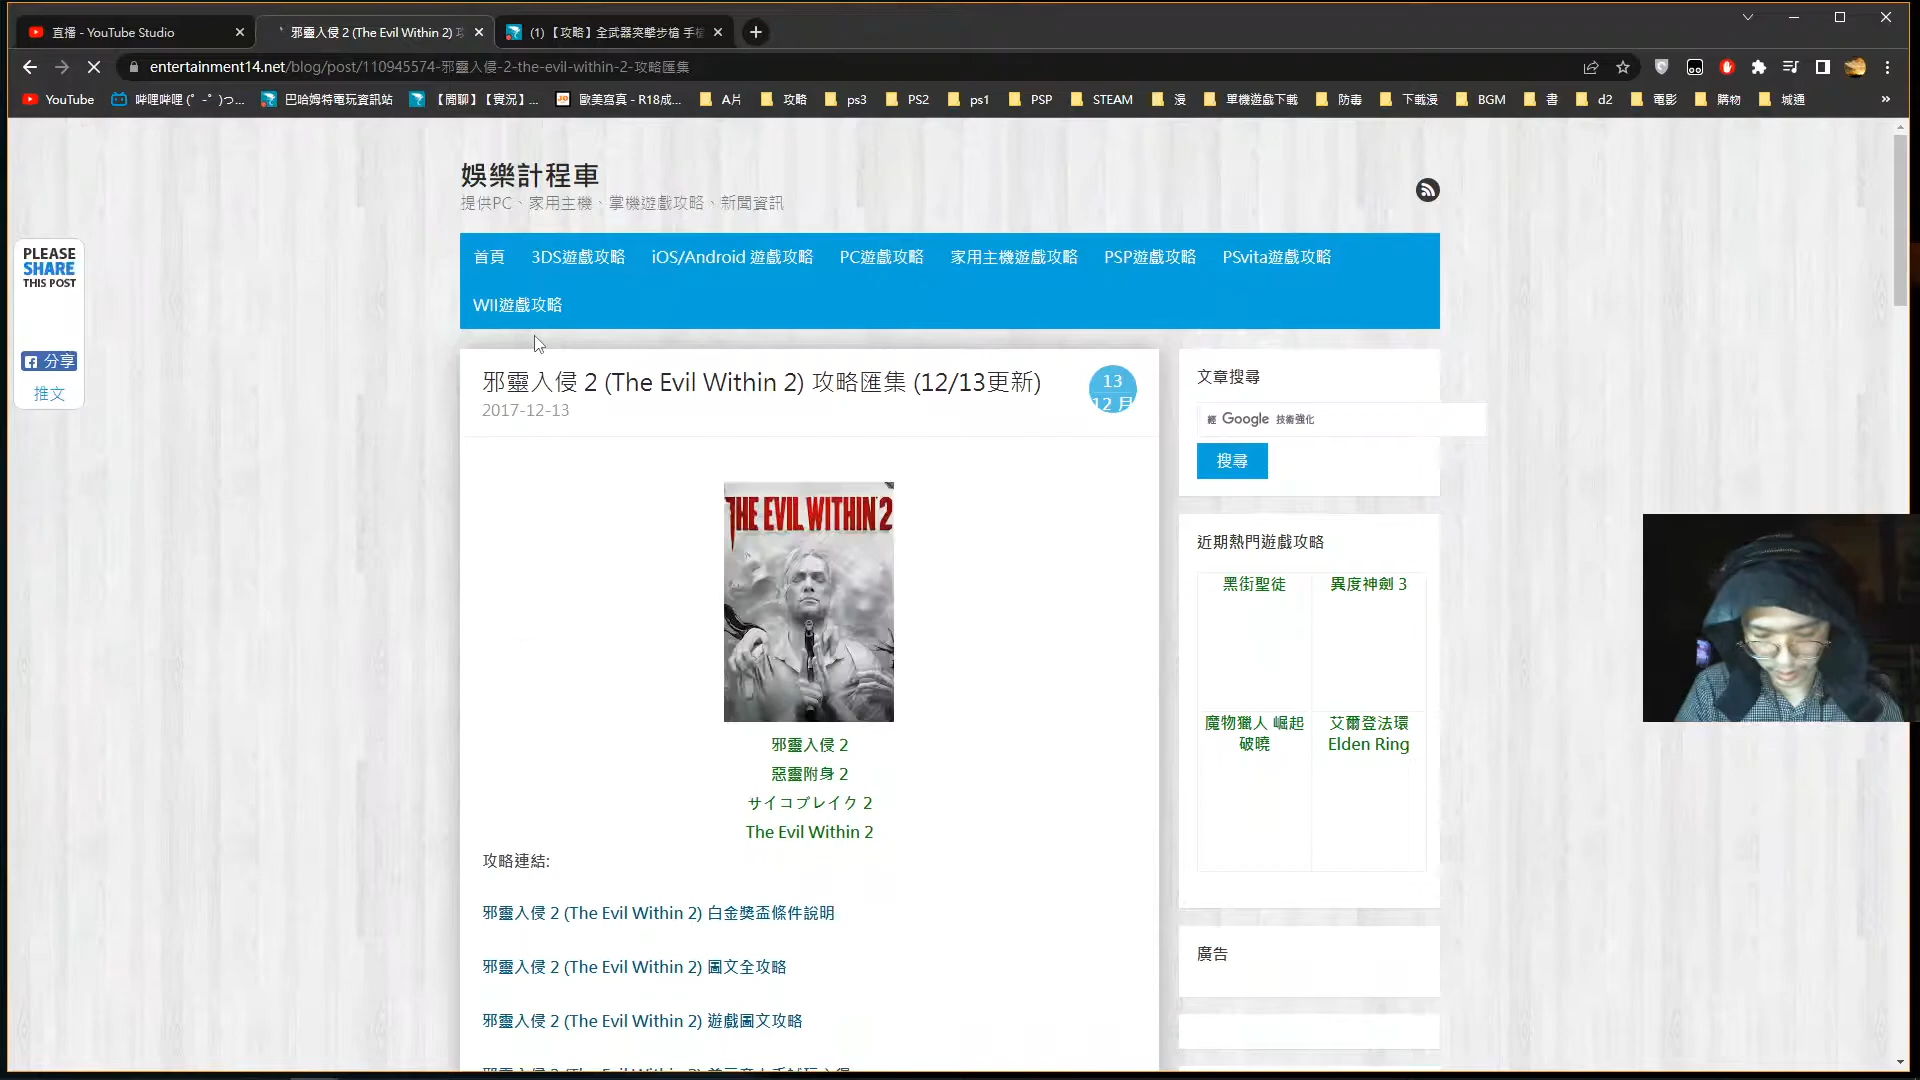 直播 - YouTube Studio
邪靈入侵 2 (The Evil Within 2) 攻
(1) 【攻略】全武器突擊步槍 手槍
entertainment14.net/blog/post/110945574-邪靈入侵-2-the-evil-within-2-攻略匯集
YouTube
嗶哩嗶哩 (゜-゜)つ...
巴哈姆特電玩資訊站
【閒聊】【實況】...
歐美寫真 - R18成...
A片
攻略
ps3
PS2
ps1
PSP
STEAM
漫
單機遊戲下載
防毒
下載漫
BGM
書
d2
電影
購物
城通
»
娛樂計程車
提供PC、家用主機、掌機遊戲攻略、新聞資訊
PLEASE
SHARE
THIS POST
分享
推文
首頁
3DS遊戲攻略
iOS/Android 遊戲攻略
PC遊戲攻略
家用主機遊戲攻略
PSP遊戲攻略
PSvita遊戲攻略
WII遊戲攻略
邪靈入侵 2 (The Evil Within 2) 攻略匯集 (12/13更新)
2017-12-13
13
12 月
THE EVIL WITHIN 2
邪靈入侵 2
惡靈附身 2
サイコブレイク 2
The Evil Within 2
攻略連結:
邪靈入侵 2 (The Evil Within 2) 白金獎盃條件說明
邪靈入侵 2 (The Evil Within 2) 圖文全攻略
邪靈入侵 2 (The Evil Within 2) 遊戲圖文攻略
文章搜尋
經 Google 技術強化
搜尋
近期熱門遊戲攻略
黑街聖徒
異度神劍 3
魔物獵人 崛起
破曉
艾爾登法環
Elden Ring
廣告